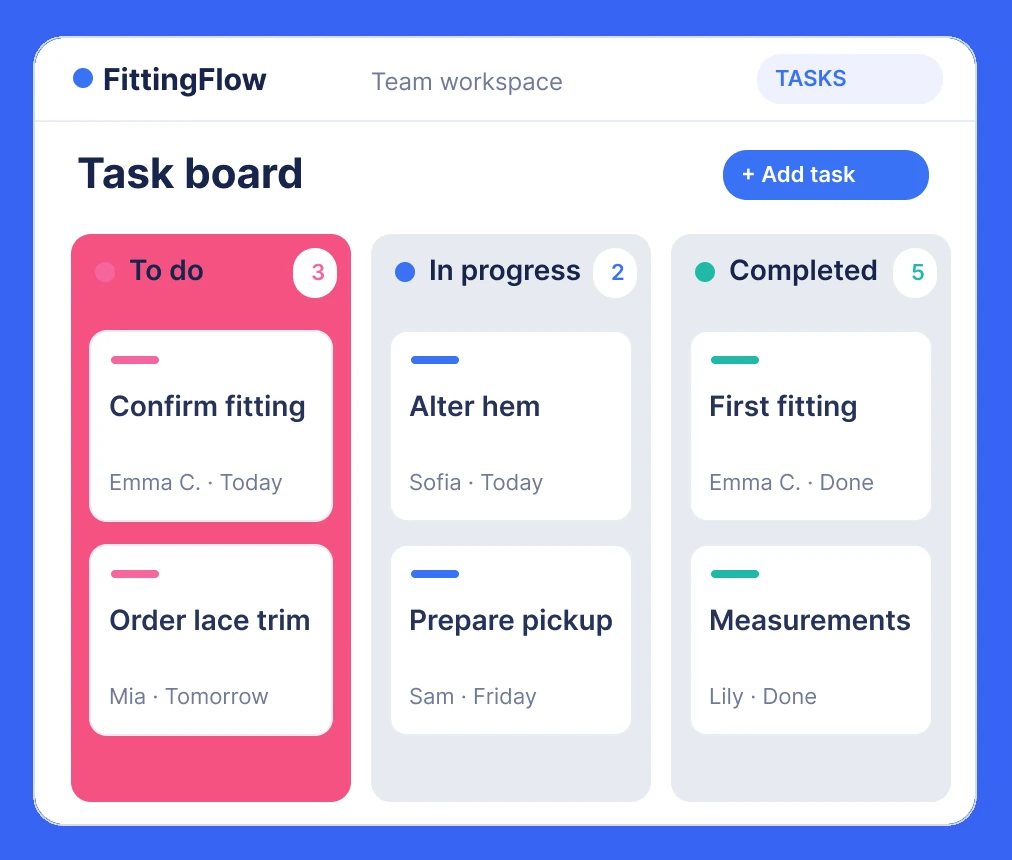 FittingFlow
Team workspace
TASKS
Task board
+ Add task
To do
3
Confirm fitting
Emma C. · Today
Order lace trim
Mia · Tomorrow
In progress
2
Alter hem
Sofia · Today
Prepare pickup
Sam · Friday
Completed
5
First fitting
Emma C. · Done
Measurements
Lily · Done